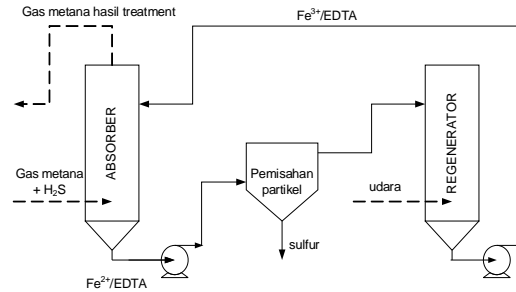 Gas metana hasil treatment
Fe³⁺/EDTA
ABSORBER
REGENERATOR
Gas metana
+ H₂S
Pemisahan
partikel
udara
sulfur
Fe²⁺/EDTA